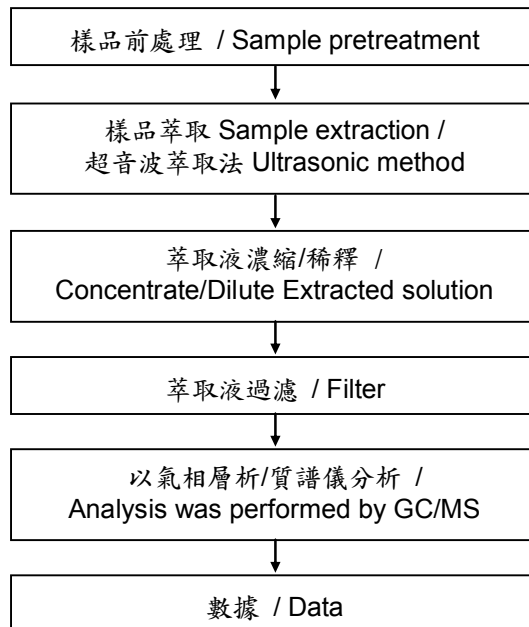 樣品前處理 / Sample pretreatment
樣品萃取 Sample extraction /
超音波萃取法 Ultrasonic method
萃取液濃縮/稀釋 /
Concentrate/Dilute Extracted solution
萃取液過濾 / Filter
以氣相層析/質譜儀分析 /
Analysis was performed by GC/MS
數據 / Data